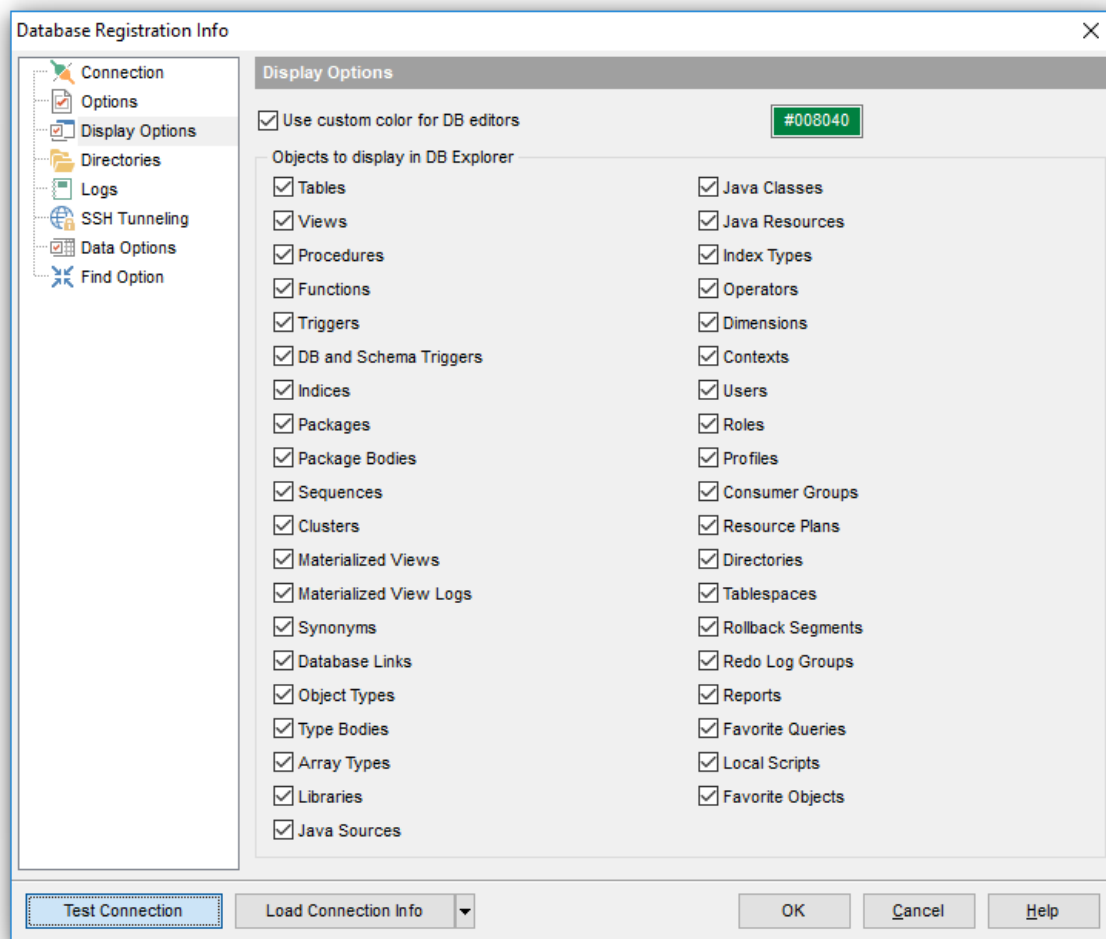 Database Registration Info
Connection
Options
Display Options
Directories
Logs
SSH Tunneling
Data Options
Find Option
Display Options
Use custom color for DB editors
#008040
Objects to display in DB Explorer
Tables
Views
Procedures
Functions
Triggers
DB and Schema Triggers
Indices
Packages
Package Bodies
Sequences
Clusters
Materialized Views
Materialized View Logs
Synonyms
Database Links
Object Types
Type Bodies
Array Types
Libraries
Java Sources
Java Classes
Java Resources
Index Types
Operators
Dimensions
Contexts
Users
Roles
Profiles
Consumer Groups
Resource Plans
Directories
Tablespaces
Rollback Segments
Redo Log Groups
Reports
Favorite Queries
Local Scripts
Favorite Objects
Test Connection
Load Connection Info
OK
Cancel
Help